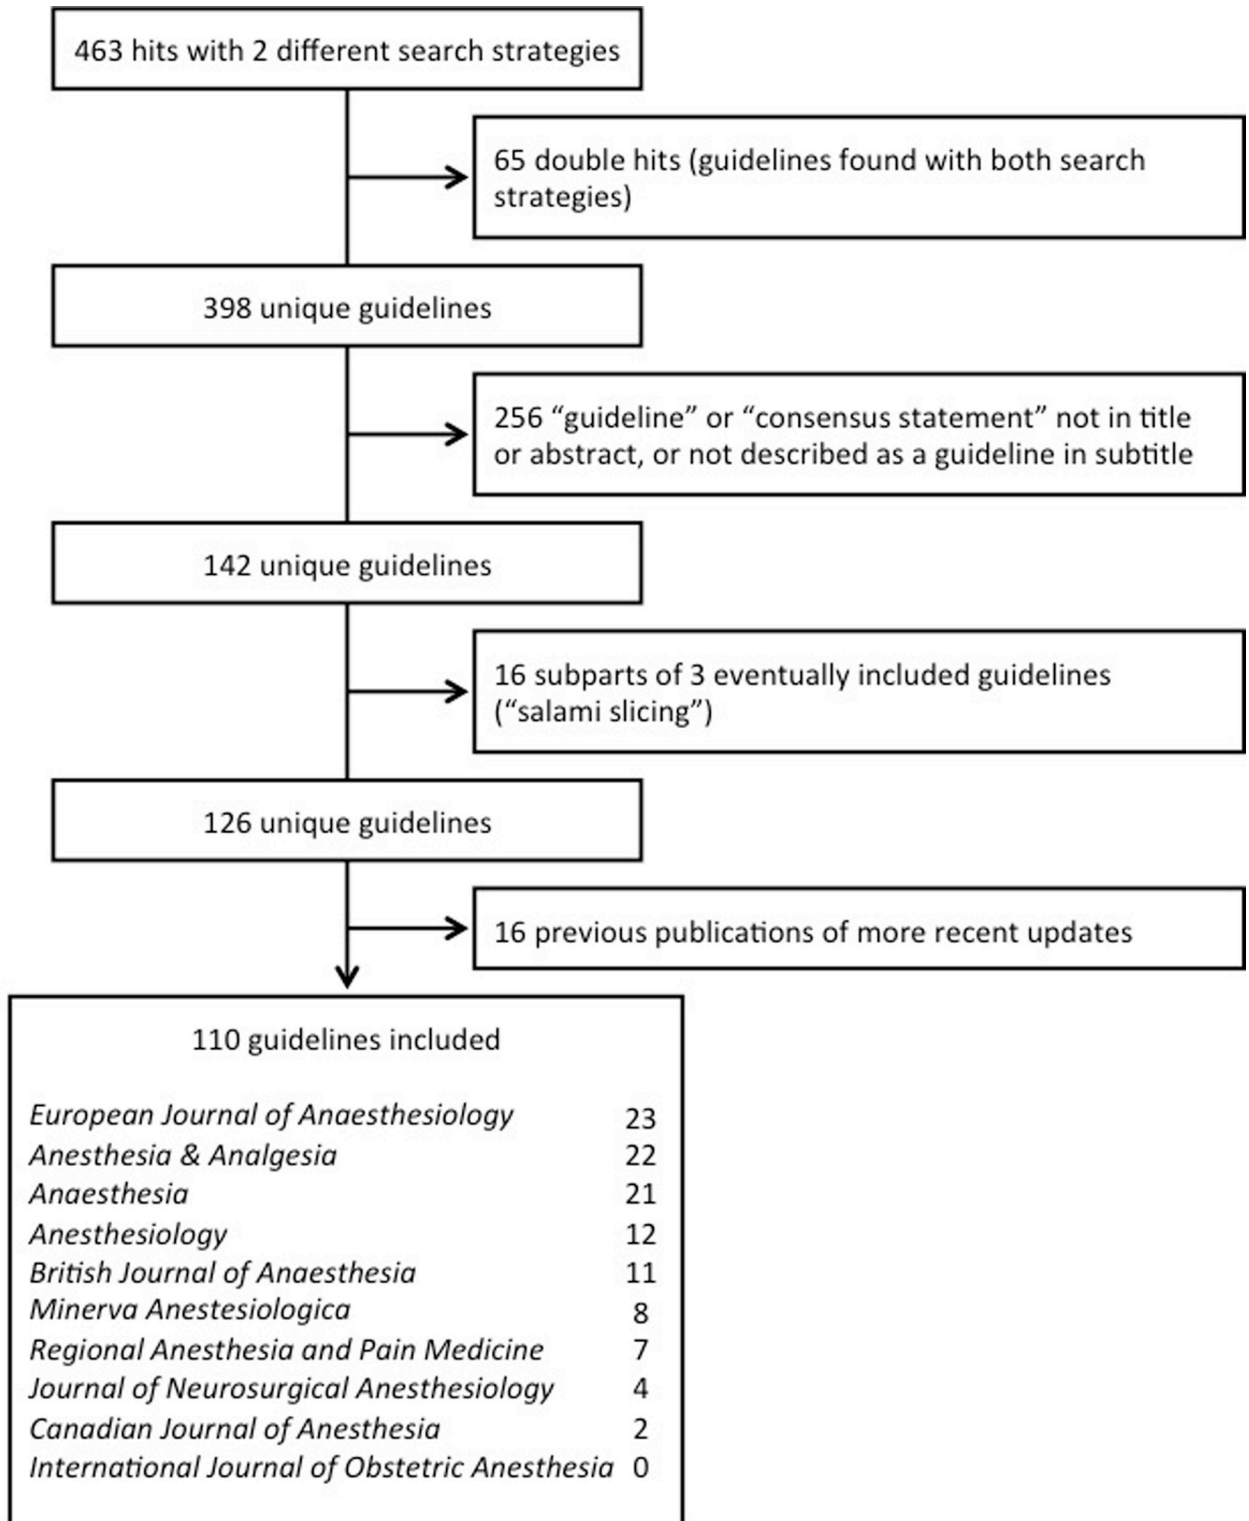 463 hits with 2 different search strategies
65 double hits (guidelines found with both search
strategies)
398 unique guidelines
256 “guideline” or “consensus statement” not in title
or abstract, or not described as a guideline in subtitle
142 unique guidelines
16 subparts of 3 eventually included guidelines
(“salami slicing”)
126 unique guidelines
16 previous publications of more recent updates
110 guidelines included
European Journal of Anaesthesiology 23
Anesthesia & Analgesia 22
Anaesthesia 21
Anesthesiology 12
British Journal of Anaesthesia 11
Minerva Anestesiologica 8
Regional Anesthesia and Pain Medicine 7
Journal of Neurosurgical Anesthesiology 4
Canadian Journal of Anesthesia 2
International Journal of Obstetric Anesthesia 0